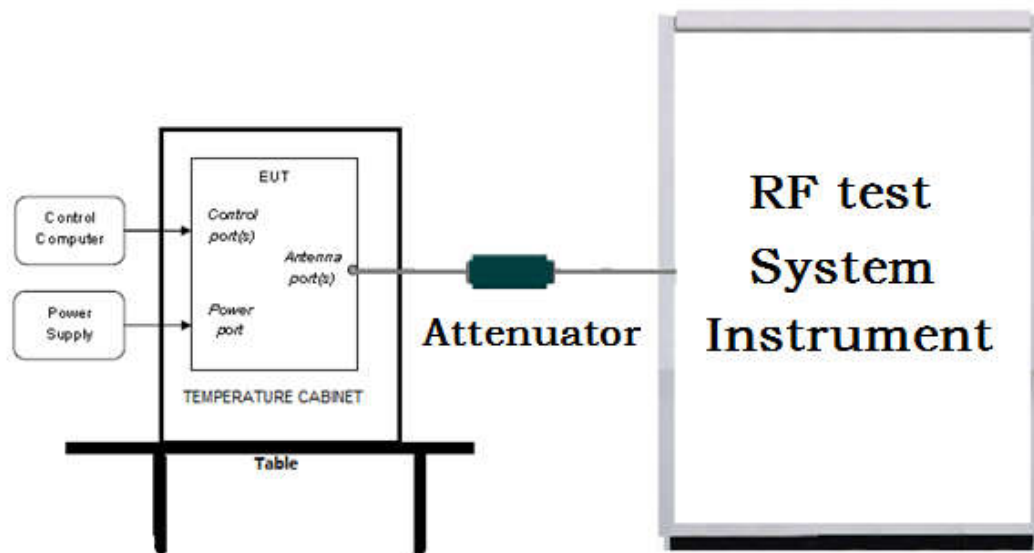 Control
Computer
Power
Supply
EUT
Control
port(s)
Antenna
port(s)
Power
port
TEMPERATURE CABINET
Table
Attenuator
RF test
System
Instrument